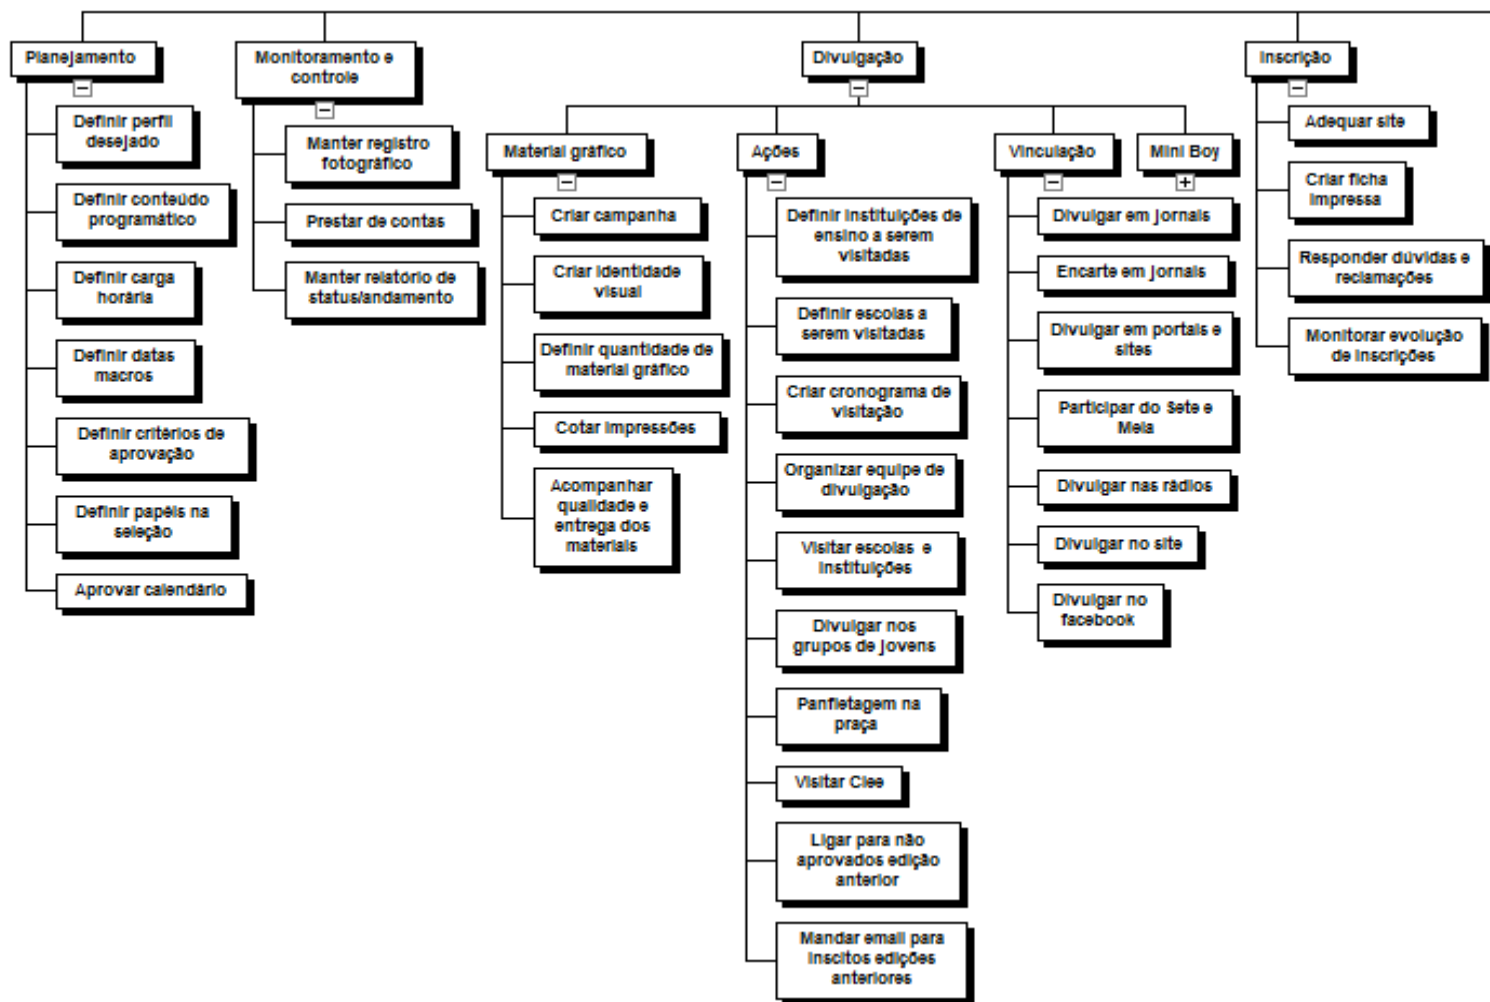 Planejamento
Definir perfil
desejado
Definir conteúdo
programático
Definir carga
horária
Definir datas
macros
Definir critérios de
aprovação
Definir papéis na
seleção
Aprovar calendário
Monitoramento e
controle
Manter registro
fotográfico
Prestar de contas
Manter relatório de
status/andamento
Divulgação
Material gráfico
Criar campanha
Criar identidade
visual
Definir quantidade de
material gráfico
Cotar impressões
Acompanhar
qualidade e
entrega dos
materiais
Ações
Definir instituições de
ensino a serem
visitadas
Definir escolas a
serem visitadas
Criar cronograma de
visitação
Organizar equipe de
divulgação
Visitar escolas e
instituições
Divulgar nos
grupos de jovens
Panfletagem na
praça
Visitar Ciee
Ligar para não
aprovados edição
anterior
Mandar email para
inscitos edições
anteriores
Vinculação
Divulgar em jornais
Encarte em jornais
Divulgar em portais e
sites
Participar do Sete e
Meia
Divulgar nas rádios
Divulgar no site
Divulgar no
facebook
Mini Boy
Inscrição
Adequar site
Criar ficha
impressa
Responder dúvidas e
reclamações
Monitorar evolução
de inscrições